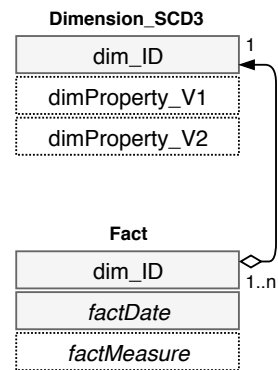 Dimension_SCD3
1
dim_ID
dimProperty_V1
dimProperty_V2
Fact
dim_ID
1..n
factDate
factMeasure